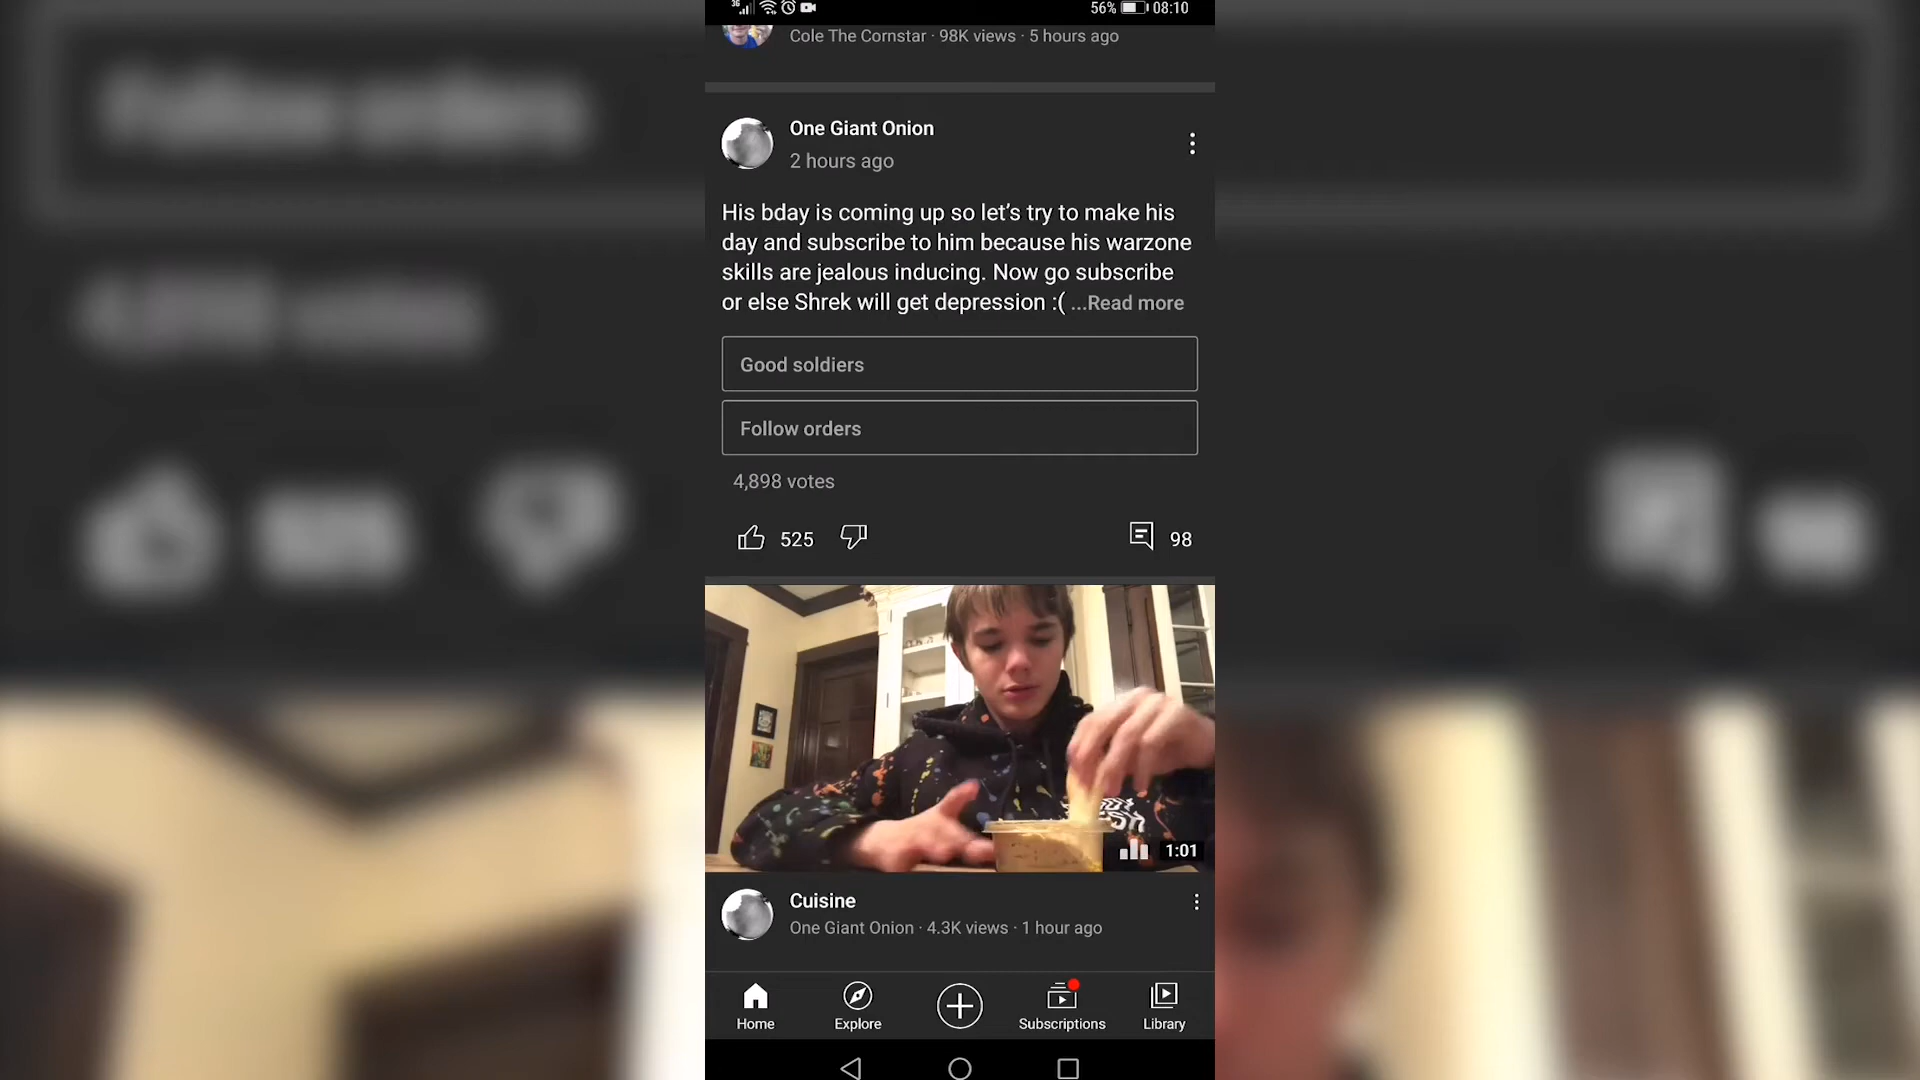 3G 56% 08:10
Cole The Cornstar · 98K views · 5 hours ago
One Giant Onion
2 hours ago
His bday is coming up so let's try to make his
day and subscribe to him because his warzone
skills are jealous inducing. Now go subscribe
or else Shrek will get depression :( ...Read more
Good soldiers
Follow orders
4,898 votes
525 98
1:01
Cuisine
One Giant Onion · 4.3K views · 1 hour ago
Home Explore Subscriptions Library
Follow orders